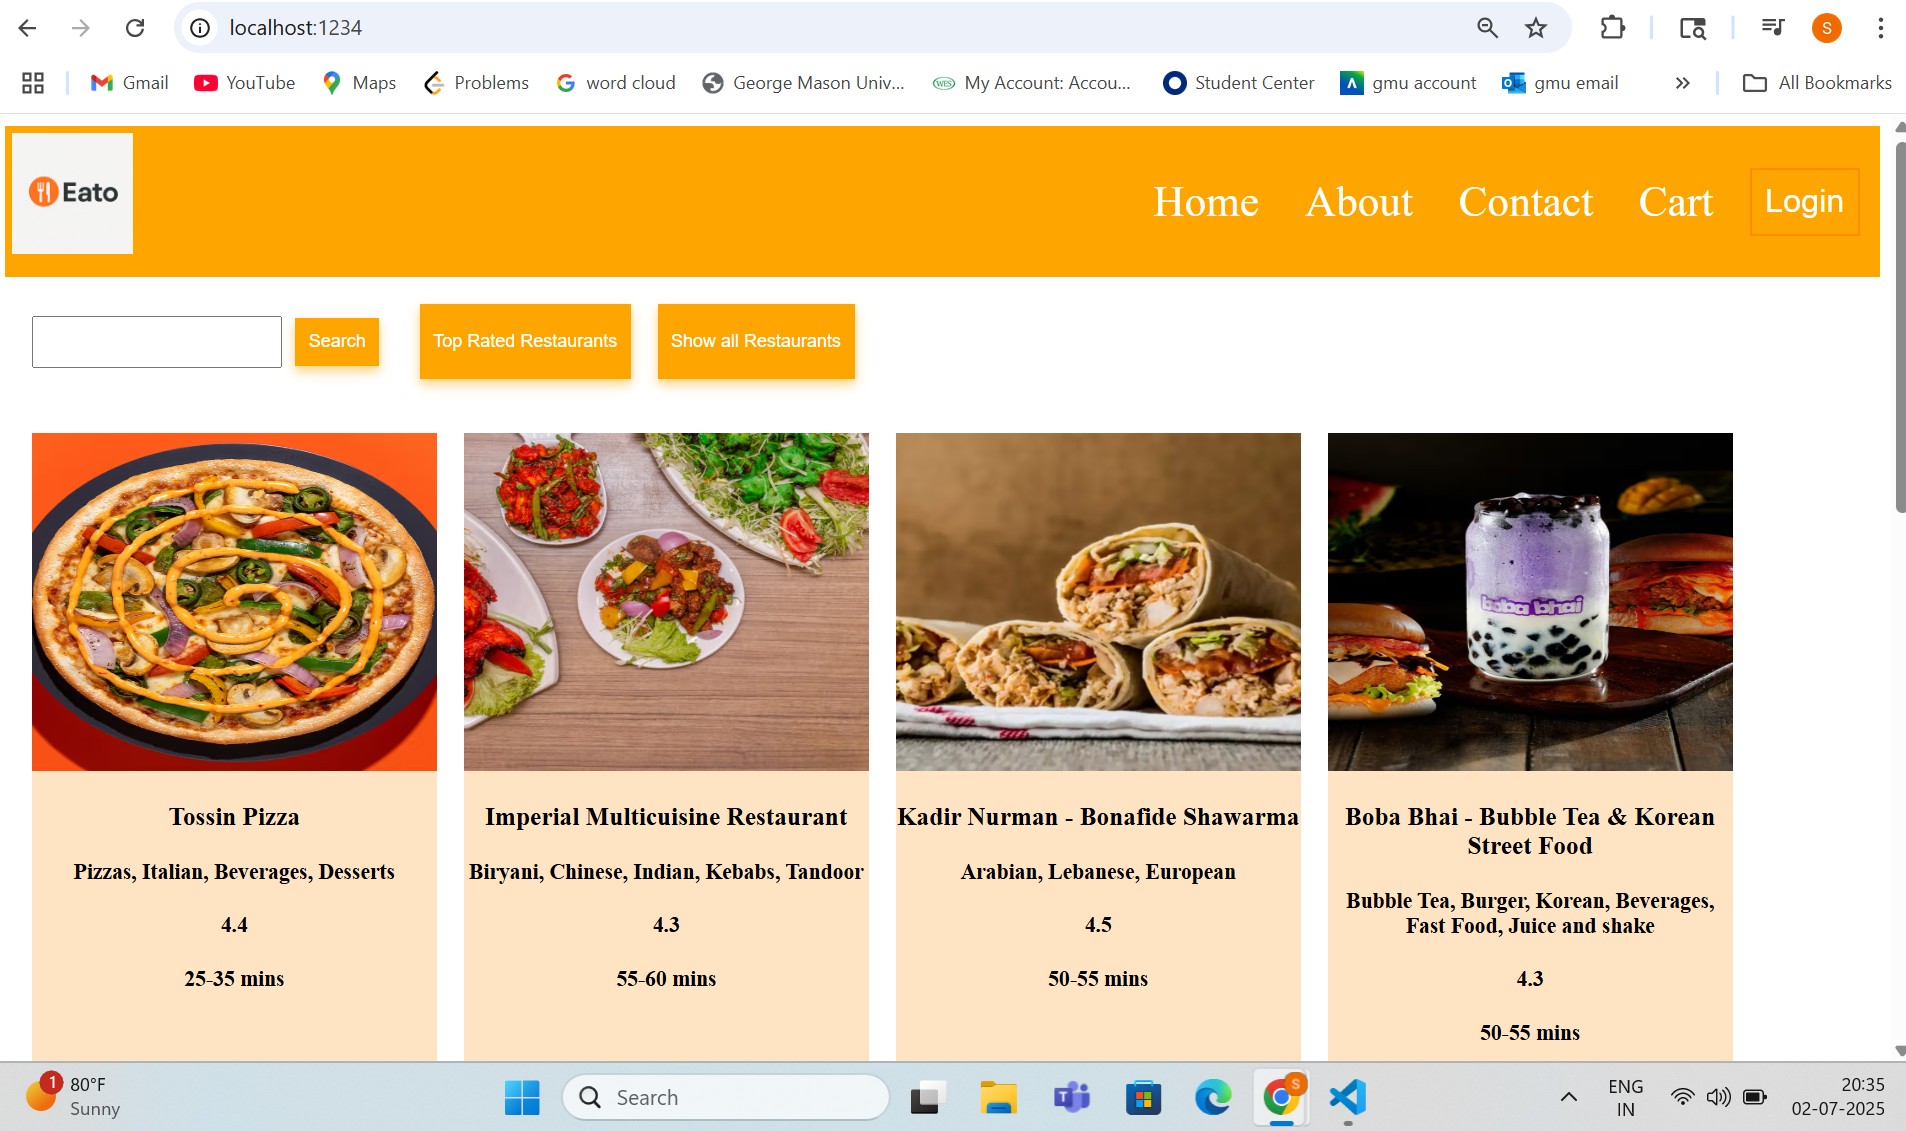 localhost:1234
S
Gmail
YouTube
Maps
Problems
word cloud
George Mason Univ...
WES
My Account: Accou...
Student Center
gmu account
gmu email
All Bookmarks
Eato
Home
About
Contact
Cart
Login
Search
Top Rated Restaurants
Show all Restaurants
boba bhai
Tossin Pizza
Pizzas, Italian, Beverages, Desserts
4.4
25-35 mins
Imperial Multicuisine Restaurant
Biryani, Chinese, Indian, Kebabs, Tandoor
4.3
55-60 mins
Kadir Nurman - Bonafide Shawarma
Arabian, Lebanese, European
4.5
50-55 mins
Boba Bhai - Bubble Tea & Korean
Street Food
Bubble Tea, Burger, Korean, Beverages,
Fast Food, Juice and shake
4.3
50-55 mins
1
80°F
Sunny
Search
S
ENG
IN
20:35
02-07-2025